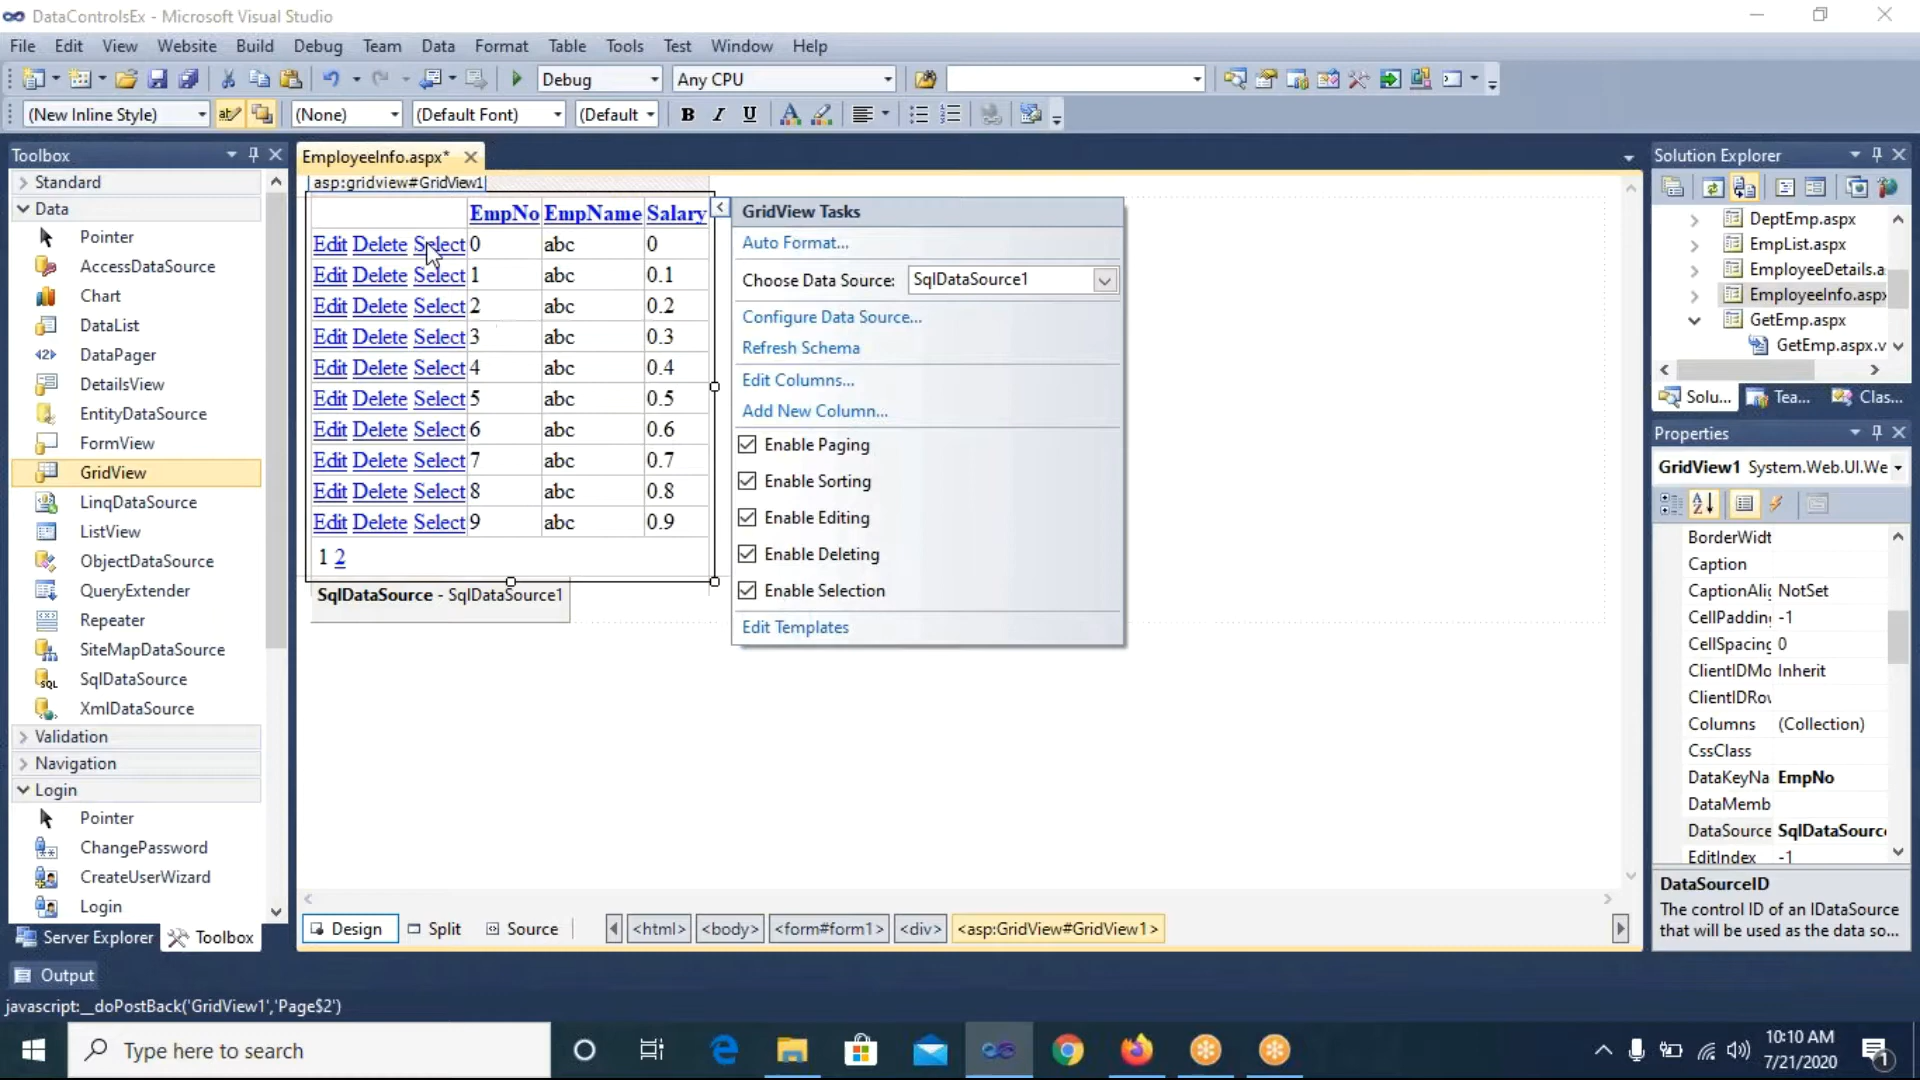 DataControlsEx - Microsoft Visual Studio
File Edit View Website Build Debug Team Data Format Table Tools Test Window Help
Debug Any CPU
(New Inline Style) (None) (Default Font) (Default B I U
Toolbox
Standard
Data
Pointer
AccessDataSource
Chart
DataList
DataPager
DetailsView
EntityDataSource
FormView
GridView
LinqDataSource
ListView
ObjectDataSource
QueryExtender
Repeater
SiteMapDataSource
SqlDataSource
XmlDataSource
Validation
Navigation
Login
Pointer
ChangePassword
CreateUserWizard
Login
Server Explorer Toolbox
Output
EmployeeInfo.aspx*
asp:gridview#GridView1
EmpNo EmpName Salary
Edit Delete Select 0 abc 0
Edit Delete Select 1 abc 0.1
Edit Delete Select 2 abc 0.2
Edit Delete Select 3 abc 0.3
Edit Delete Select 4 abc 0.4
Edit Delete Select 5 abc 0.5
Edit Delete Select 6 abc 0.6
Edit Delete Select 7 abc 0.7
Edit Delete Select 8 abc 0.8
Edit Delete Select 9 abc 0.9
1 2
SqlDataSource - SqlDataSource1
GridView Tasks
Auto Format...
Choose Data Source: SqlDataSource1
Configure Data Source...
Refresh Schema
Edit Columns...
Add New Column...
Enable Paging
Enable Sorting
Enable Editing
Enable Deleting
Enable Selection
Edit Templates
Design Split Source <html> <body> <form#form1> <div> <asp:GridView#GridView1>
Solution Explorer
DeptEmp.aspx
EmpList.aspx
EmployeeDetails.a
EmployeeInfo.aspx
GetEmp.aspx
GetEmp.aspx.v
Solu... Tea... Clas...
Properties
GridView1 System.Web.UI.We
BorderWidt
Caption
CaptionAlig NotSet
CellPadding -1
CellSpacing 0
ClientIDMo Inherit
ClientIDRov
Columns (Collection)
CssClass
DataKeyNa EmpNo
DataMemb
DataSource SqlDataSourc
EditIndex -1
DataSourceID
The control ID of an IDataSource
that will be used as the data so...
javascript:__doPostBack('GridView1','Page$2')
Type here to search
10:10 AM
7/21/2020
1